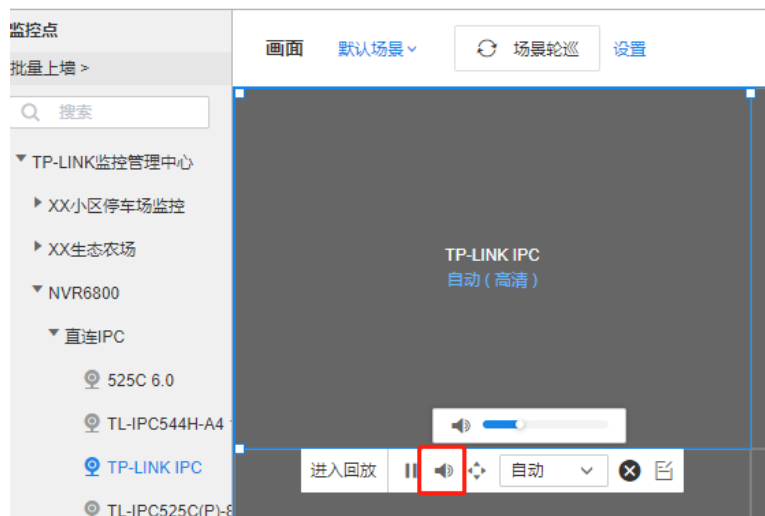 监控点
批量上墙 >
搜索
TP-LINK监控管理中心
XX小区停车场监控
XX生态农场
NVR6800
直连IPC
525C 6.0
TL-IPC544H-A4
TP-LINK IPC
TL-IPC525C(P)-
画面 默认场景 场景轮巡 设置
TP-LINK IPC
自动 ( 高清 )
进入回放 自动